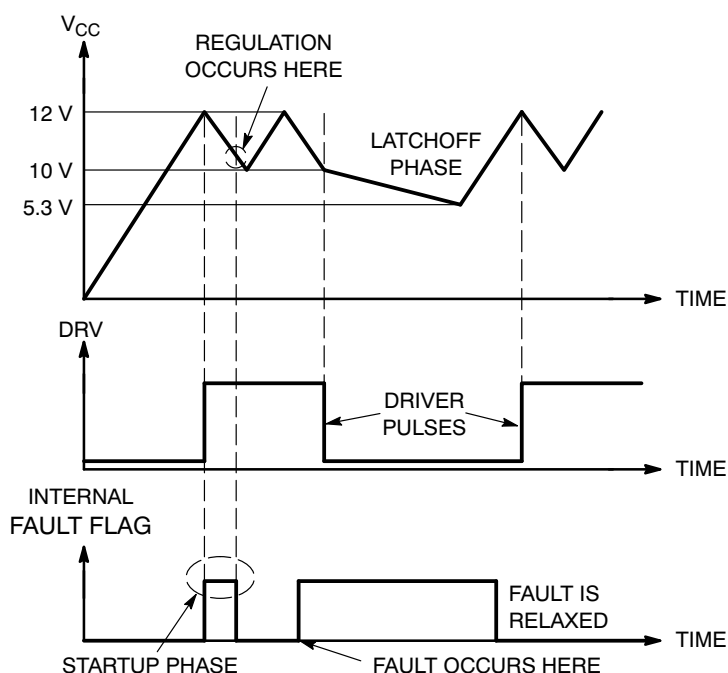 V_CC
REGULATION
OCCURS HERE
12 V
LATCHOFF
PHASE
10 V
5.3 V
TIME
DRV
DRIVER
PULSES
TIME
INTERNAL
FAULT FLAG
FAULT IS
RELAXED
TIME
STARTUP PHASE
FAULT OCCURS HERE